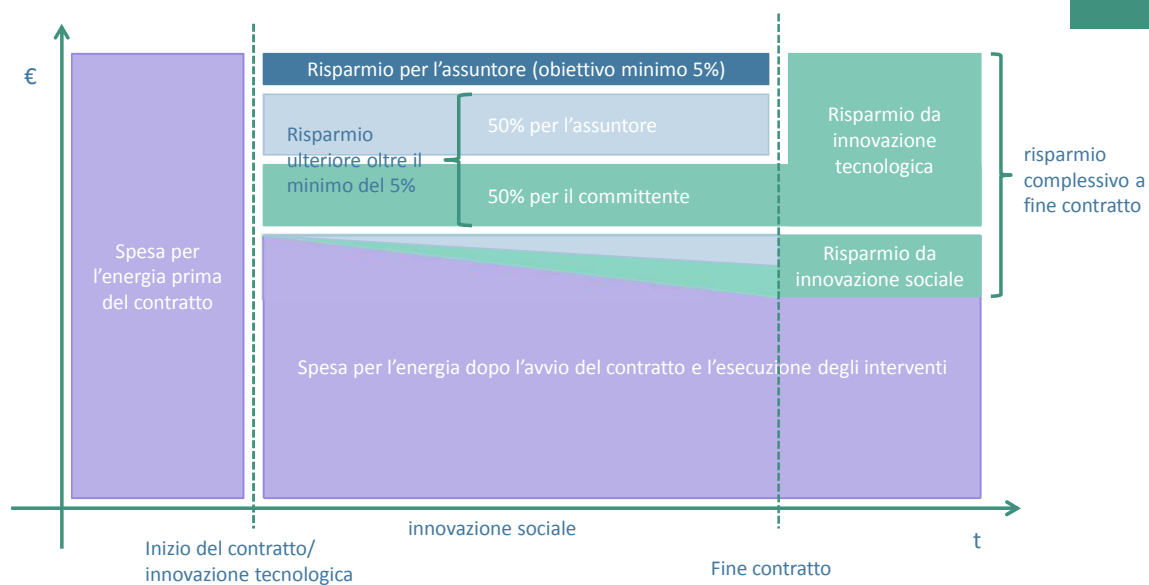 €
Risparmio per l'assuntore (obiettivo minimo 5%)
50% per l'assuntore
Risparmio
ulteriore oltre il
minimo del 5%
50% per il committente
Risparmio da
innovazione
tecnologica
risparmio
complessivo a
fine contratto
Spesa per
l'energia prima
del contratto
Risparmio da
innovazione sociale
Spesa per l'energia dopo l'avvio del contratto e l'esecuzione degli interventi
innovazione sociale
t
Inizio del contratto/
innovazione tecnologica
Fine contratto